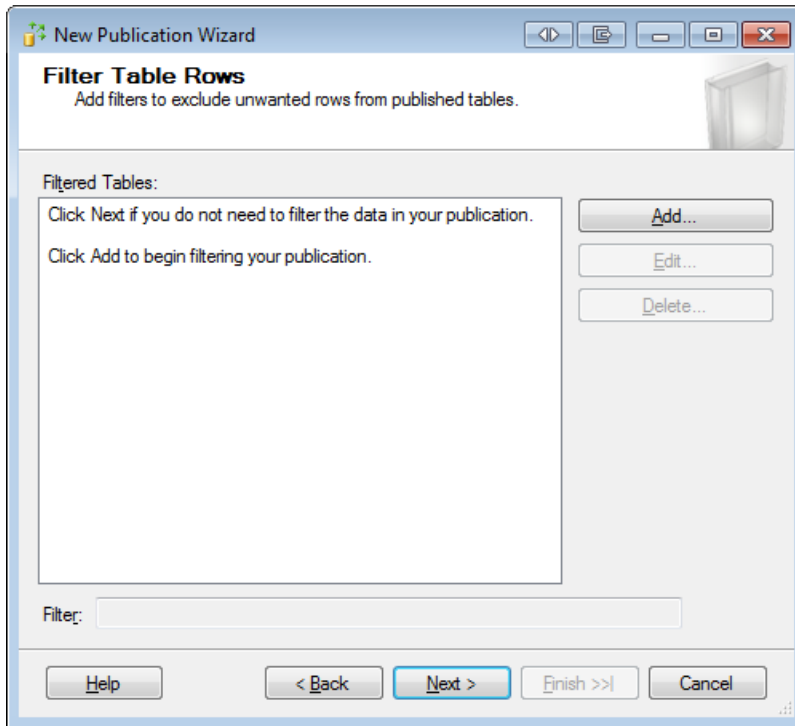 New Publication Wizard
Filter Table Rows
Add filters to exclude unwanted rows from published tables.
Filtered Tables:
Click Next if you do not need to filter the data in your publication.
Click Add to begin filtering your publication.
Add...
Edit...
Delete...
Filter:
Help
< Back
Next >
Finish >>|
Cancel